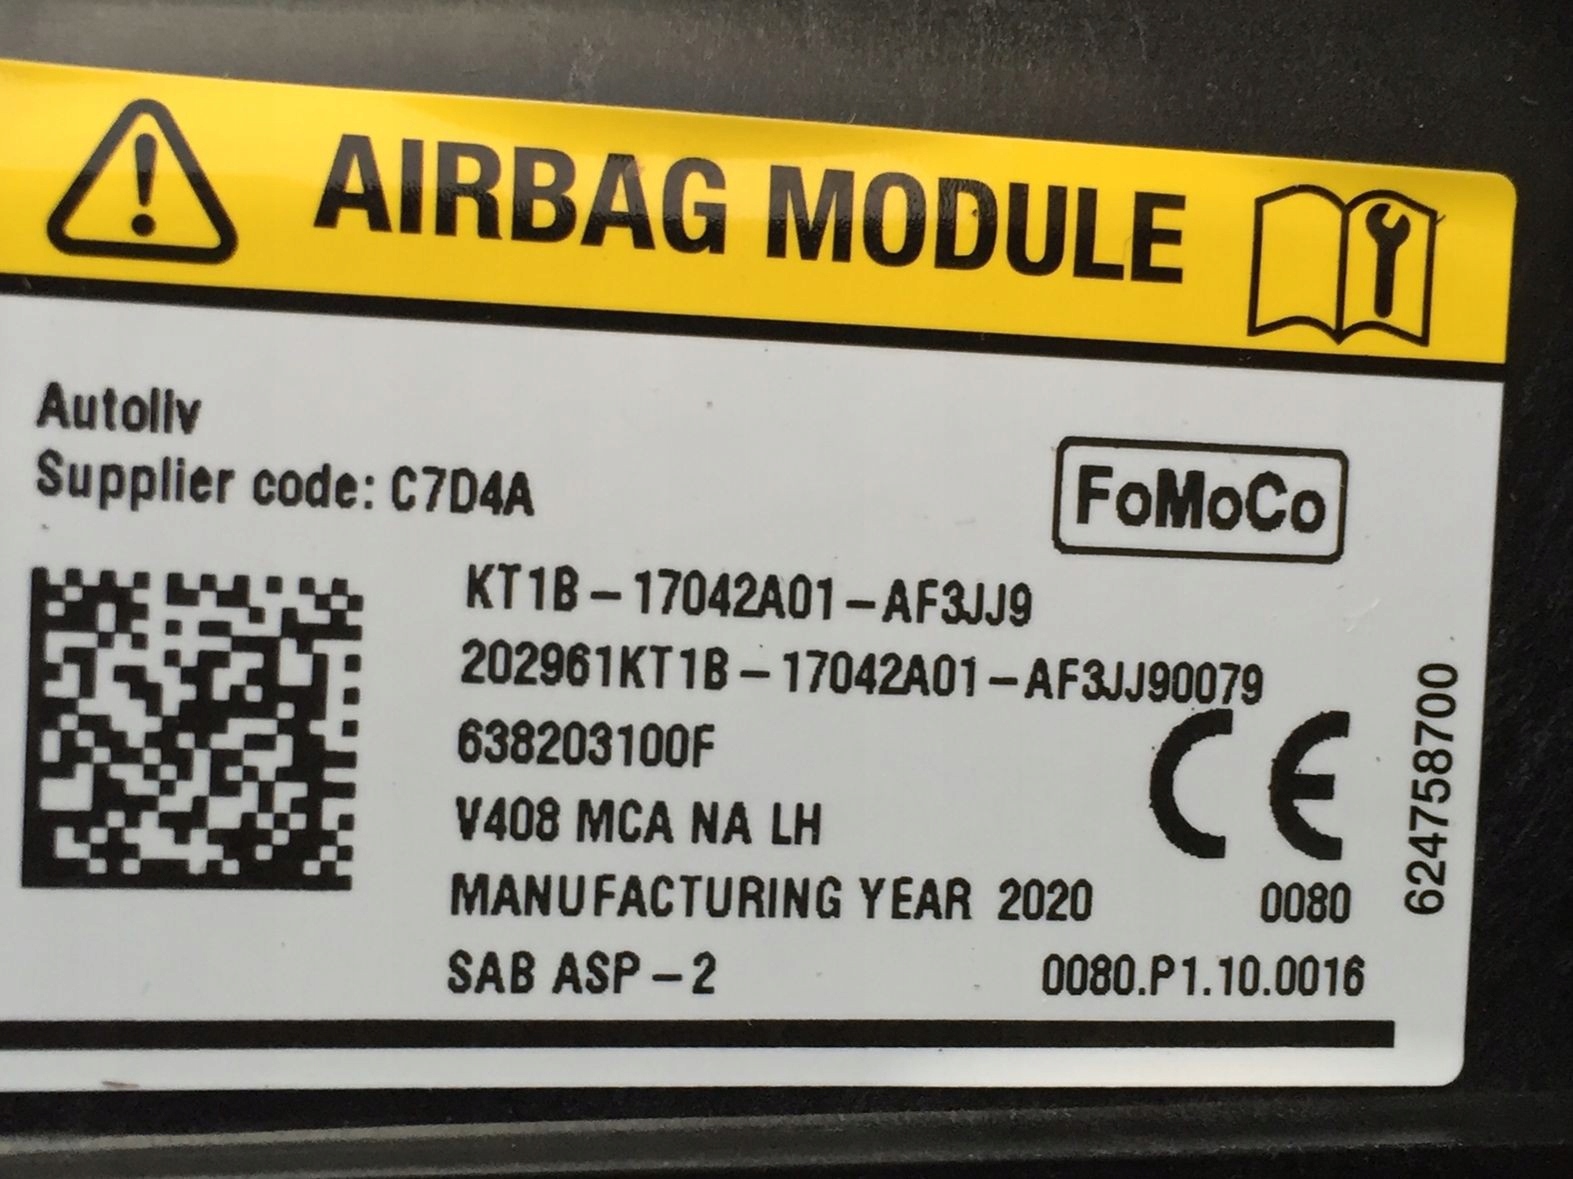 AIRBAG MODULE
Autoliv
Supplier code: C7D4A
FoMoCo
KT1B-17042A01-AF3JJ9
202961KT1B-17042A01-AF3JJ90079
638203100F
V408 MCA NA LH
CE
MANUFACTURING YEAR 2020
0080
SAB ASP-2
0080.P1.10.0016
624758700